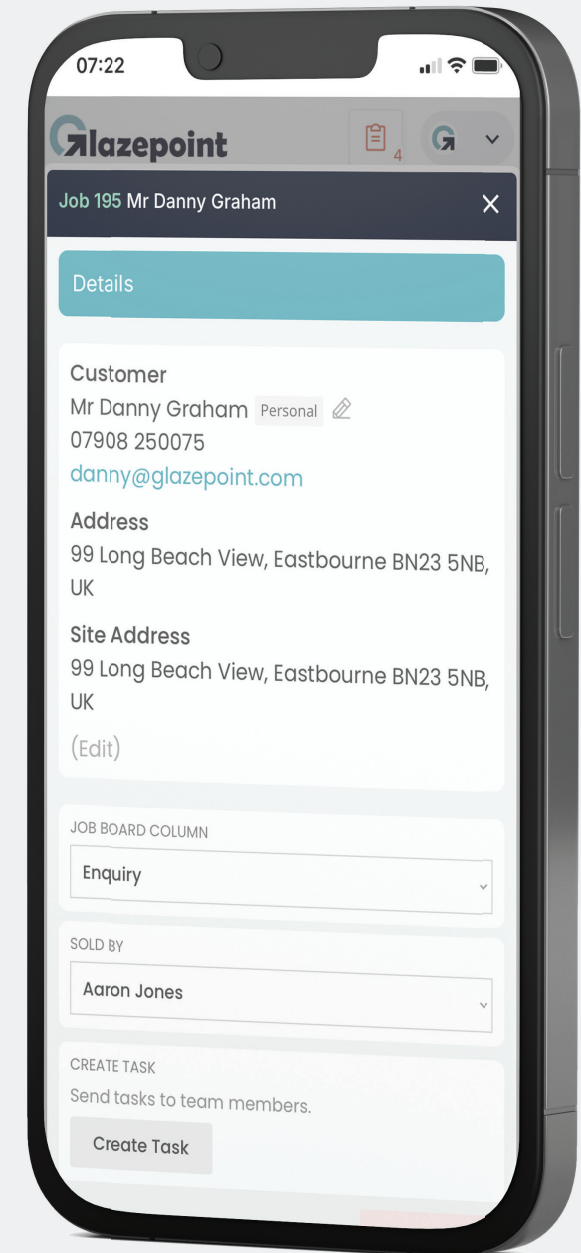 07:22
Glazepoint
4
Job 195 Mr Danny Graham
Details
Customer
Mr Danny Graham Personal
07908 250075
danny@glazepoint.com
Address
99 Long Beach View, Eastbourne BN23 5NB,
UK
Site Address
99 Long Beach View, Eastbourne BN23 5NB,
UK
(Edit)
JOB BOARD COLUMN
Enquiry
SOLD BY
Aaron Jones
CREATE TASK
Send tasks to team members.
Create Task